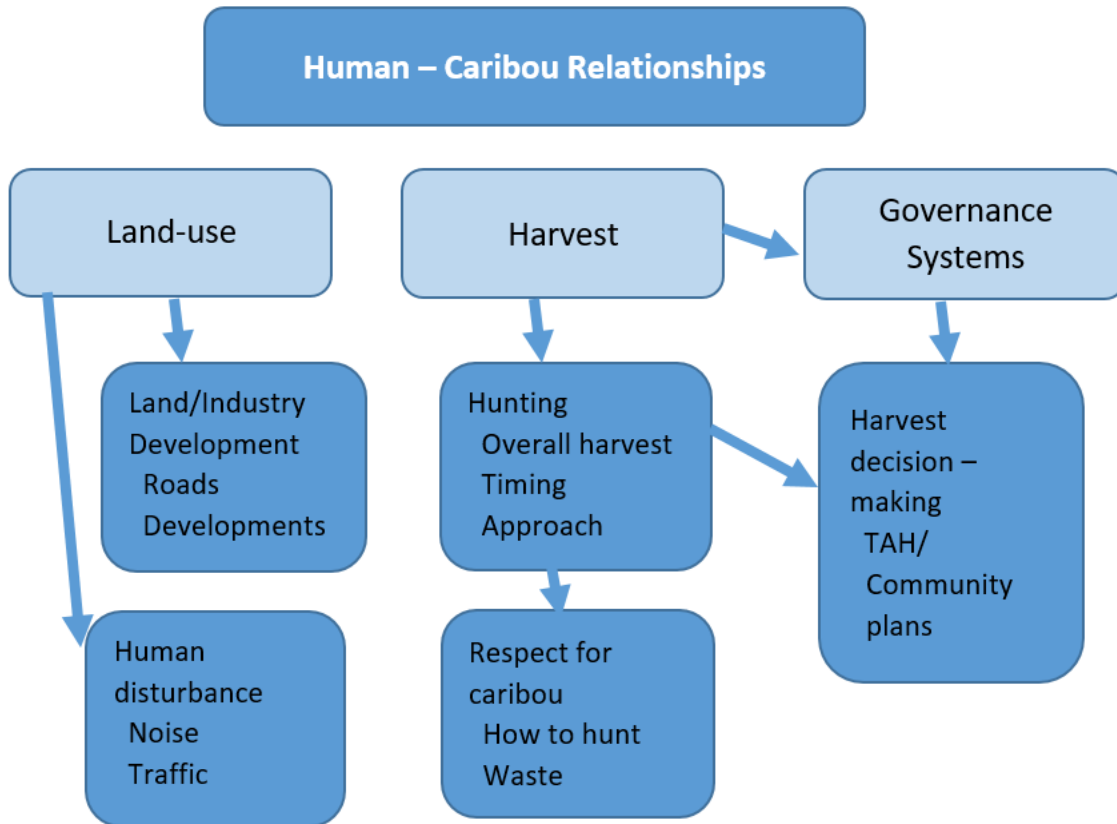 Human – Caribou Relationships
Land-use
Harvest
Governance
Systems
Land/Industry
Development
Roads
Developments
Hunting
Overall harvest
Timing
Approach
Harvest
decision –
making
TAH/
Community
plans
Human
disturbance
Noise
Traffic
Respect for
caribou
How to hunt
Waste